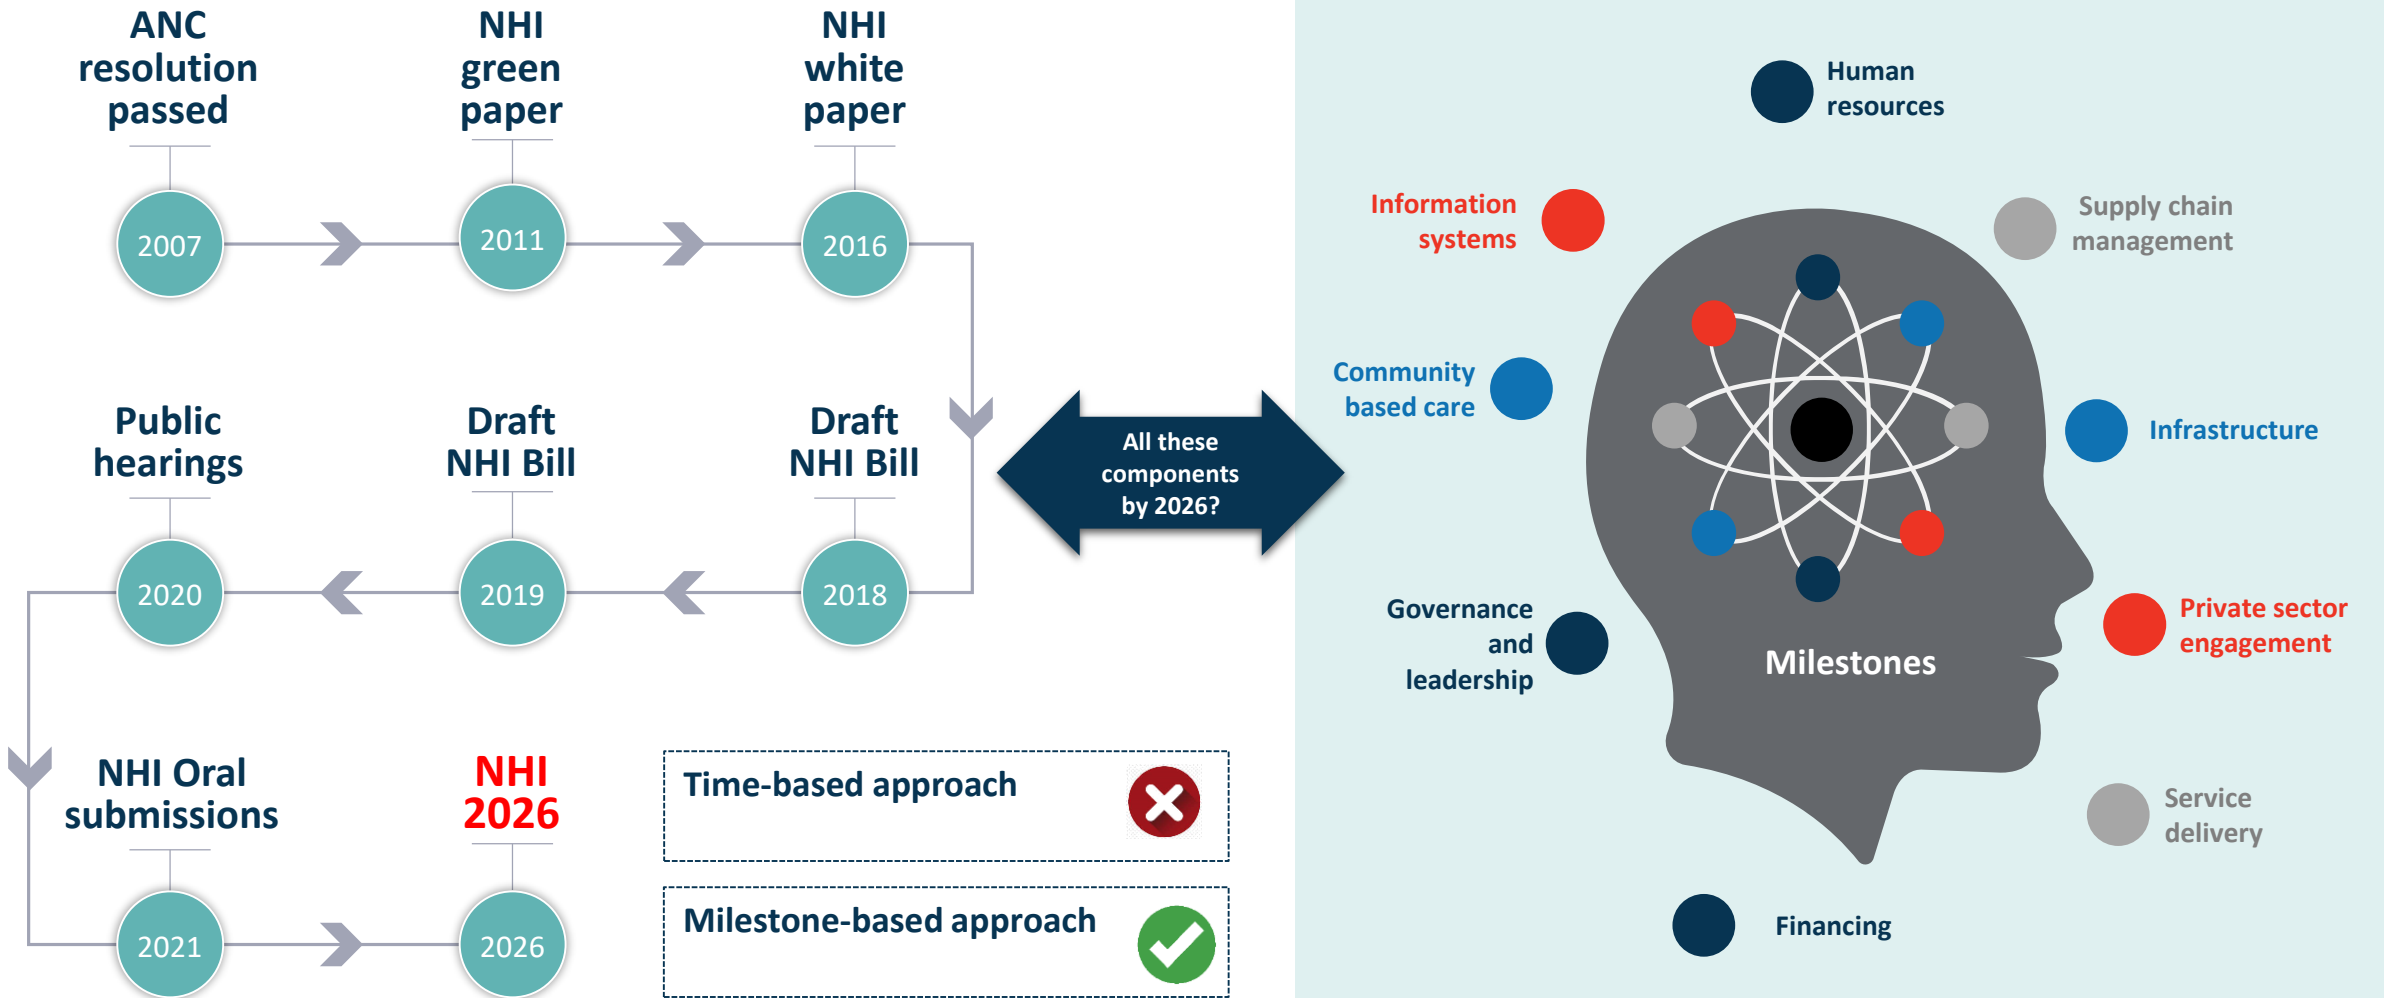 ANC
resolution
passed
NHI
green
paper
NHI
white
paper
2007
2011
2016
Public
hearings
Draft
NHI Bill
Draft
NHI Bill
2020
2019
2018
NHI Oral
submissions
NHI
2026
2021
2026
Time-based approach
Milestone-based approach
All these
components
by 2026?
Human
resources
Information
systems
Supply chain
management
Community
based care
Infrastructure
Governance
and
leadership
Private sector
engagement
Milestones
Service
delivery
Financing